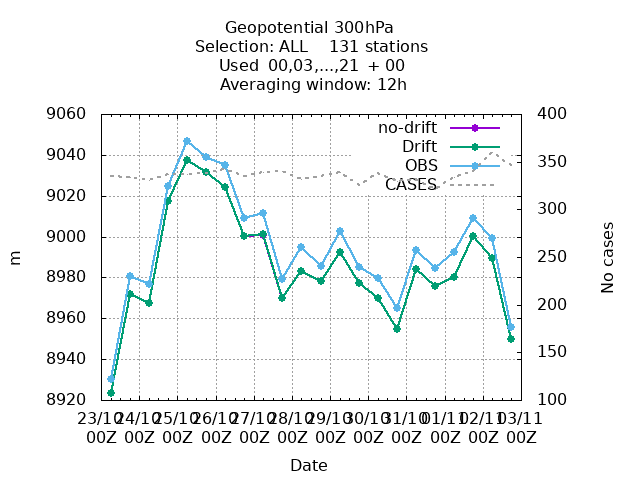 Geopotential 300hPa
Selection: ALL    131 stations
Used  00,03,...,21  + 00
Averaging window: 12h
9060
9040
9020
9000
8980
8960
8940
8920
m
no-drift
Drift
OBS
CASES
400
350
300
250
200
150
100
No cases
23/10 24/10 25/10 26/10 27/10 28/10 29/10 30/10 31/10 01/11 02/11 03/11
00Z 00Z 00Z 00Z 00Z 00Z 00Z 00Z 00Z 00Z 00Z 00Z
Date